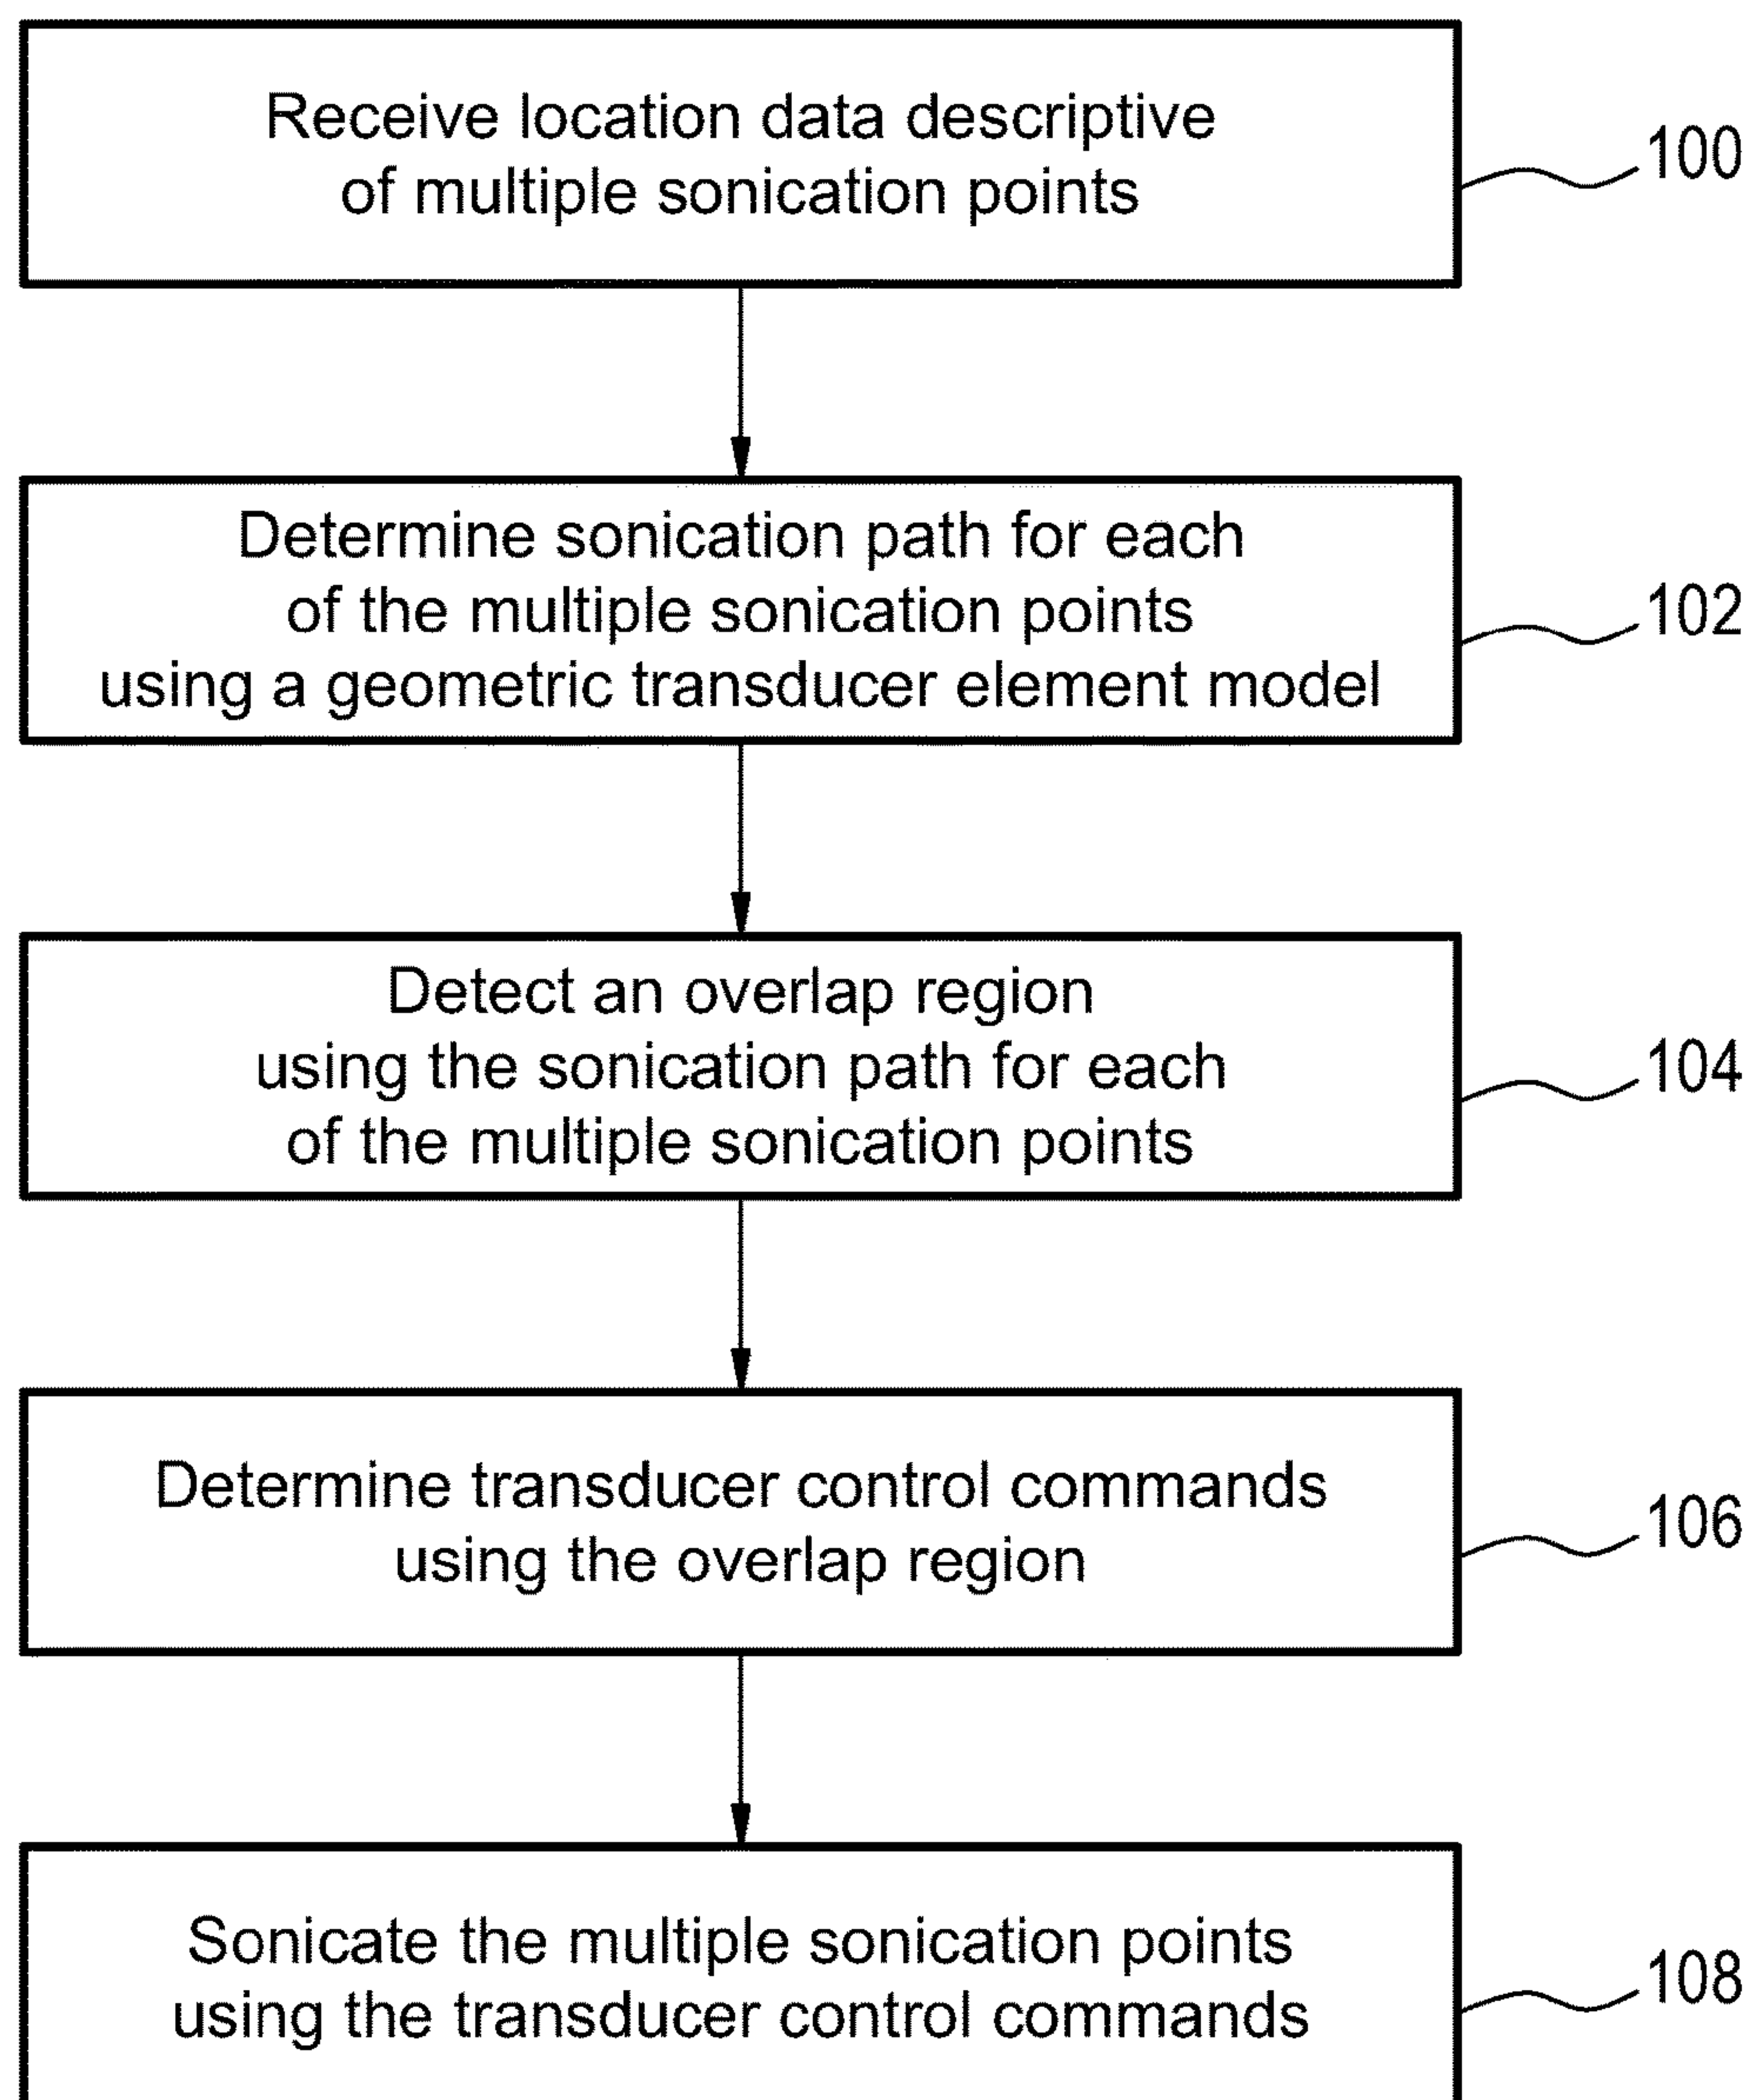 Receive location data descriptive
of multiple sonication points
100
Determine sonication path for each
of the multiple sonication points
using a geometric transducer element model
102
Detect an overlap region
using the sonication path for each
of the multiple sonication points
104
Determine transducer control commands
using the overlap region
106
Sonicate the multiple sonication points
using the transducer control commands
108